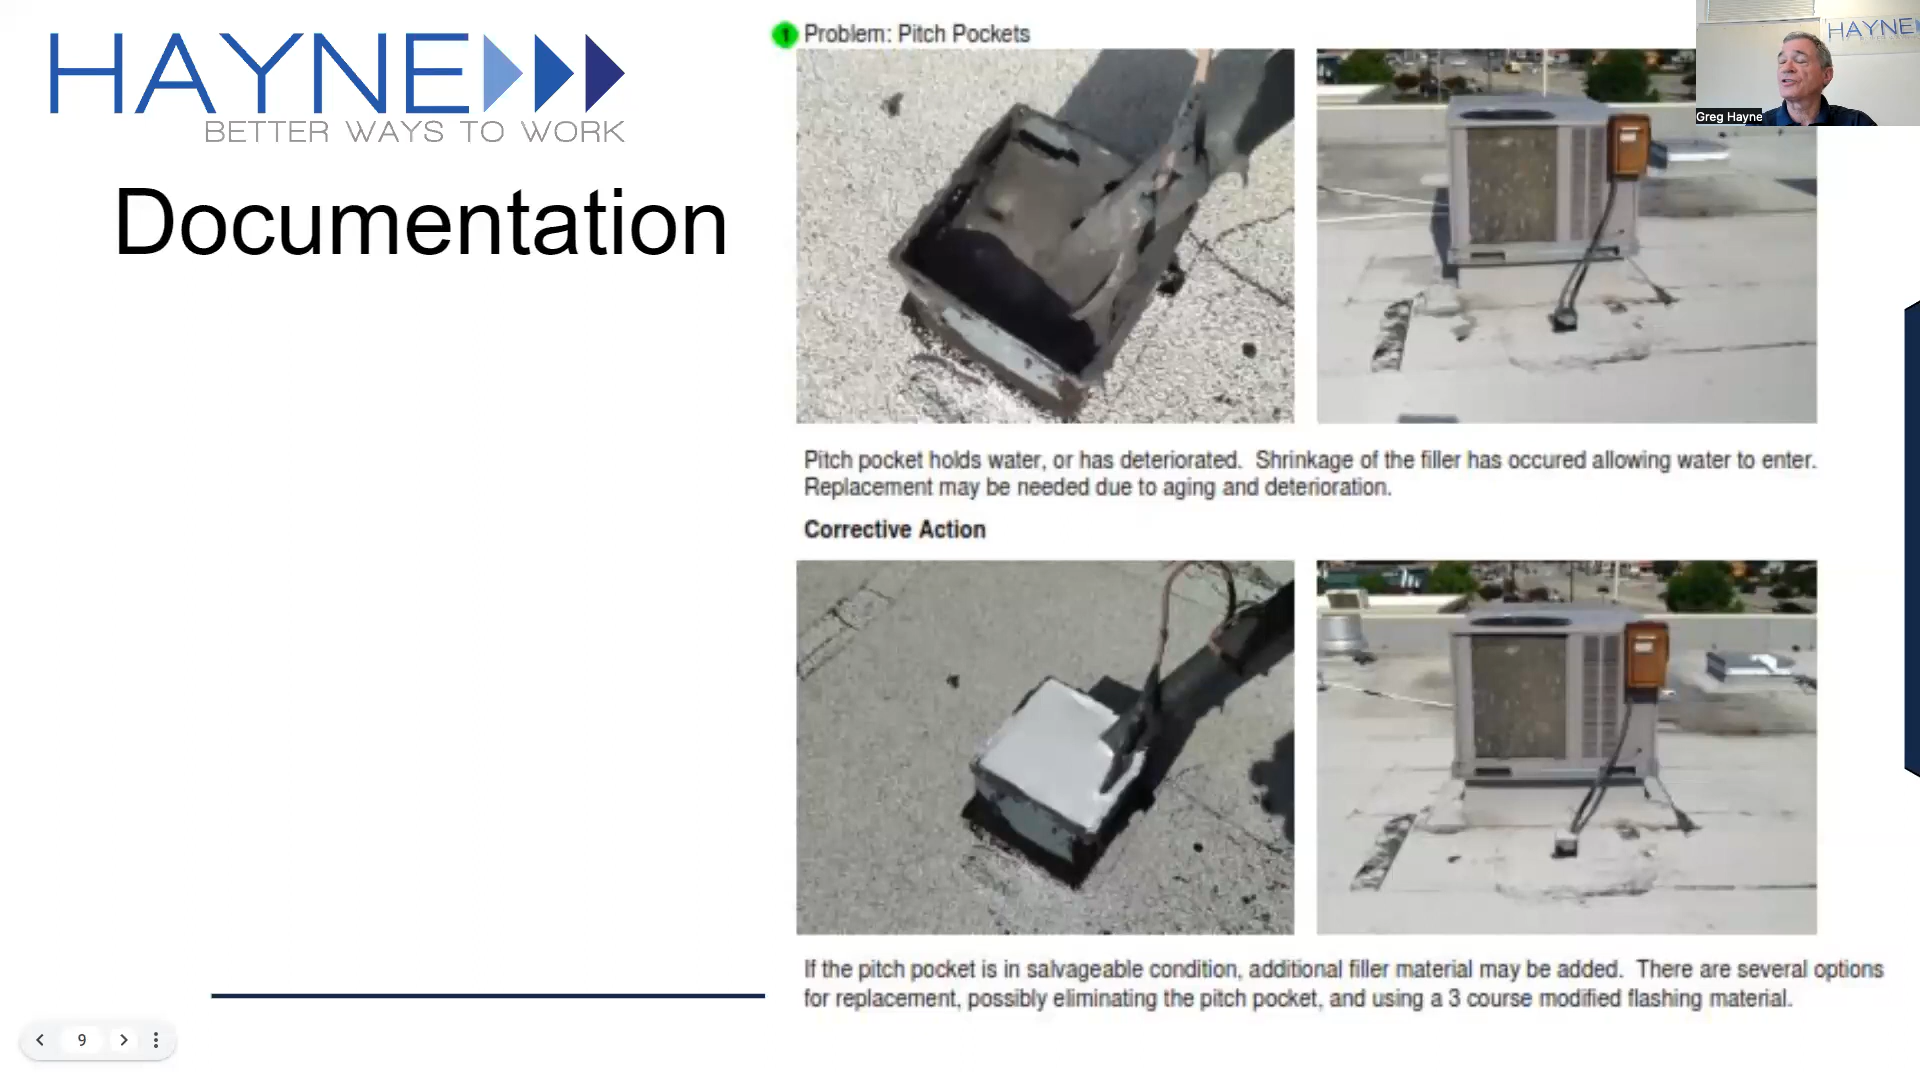 HAYNE
BETTER WAYS TO WORK
Documentation
1 Problem: Pitch Pockets
HAYNE
Greg Hayne
Pitch pocket holds water, or has deteriorated. Shrinkage of the filler has occured allowing water to enter.
Replacement may be needed due to aging and deterioration.
Corrective Action
If the pitch pocket is in salvageable condition, additional filler material may be added. There are several options
for replacement, possibly eliminating the pitch pocket, and using a 3 course modified flashing material.
9